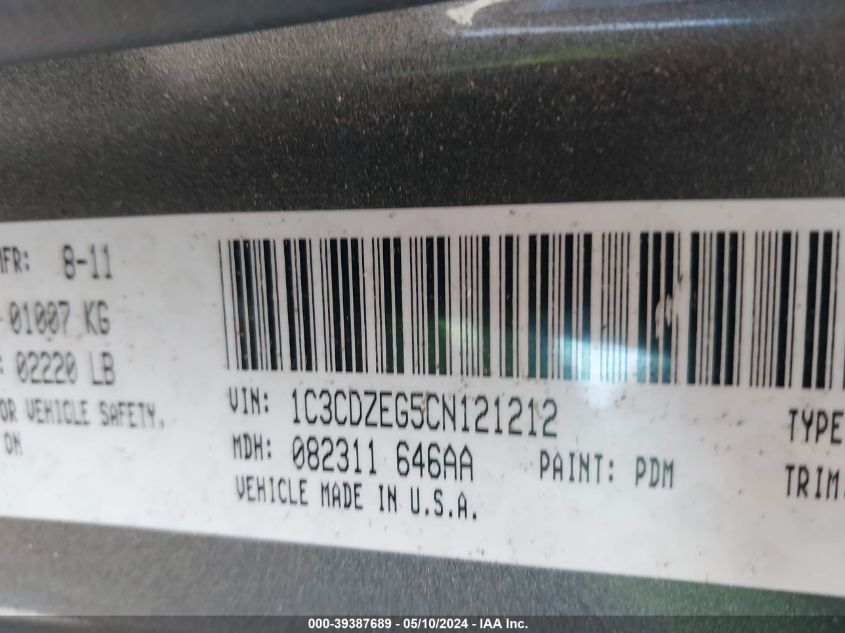 MFR: 8-11
01007 KG
: 02220 LB
OR VEHICLE SAFETY,
ON
VIN: 1C3CDZEG5CN121212
MDH: 082311 646AA PAINT: PDM
VEHICLE MADE IN U.S.A.
TYPE
TRIM:
000-39387689 - 05/10/2024 - IAA Inc.